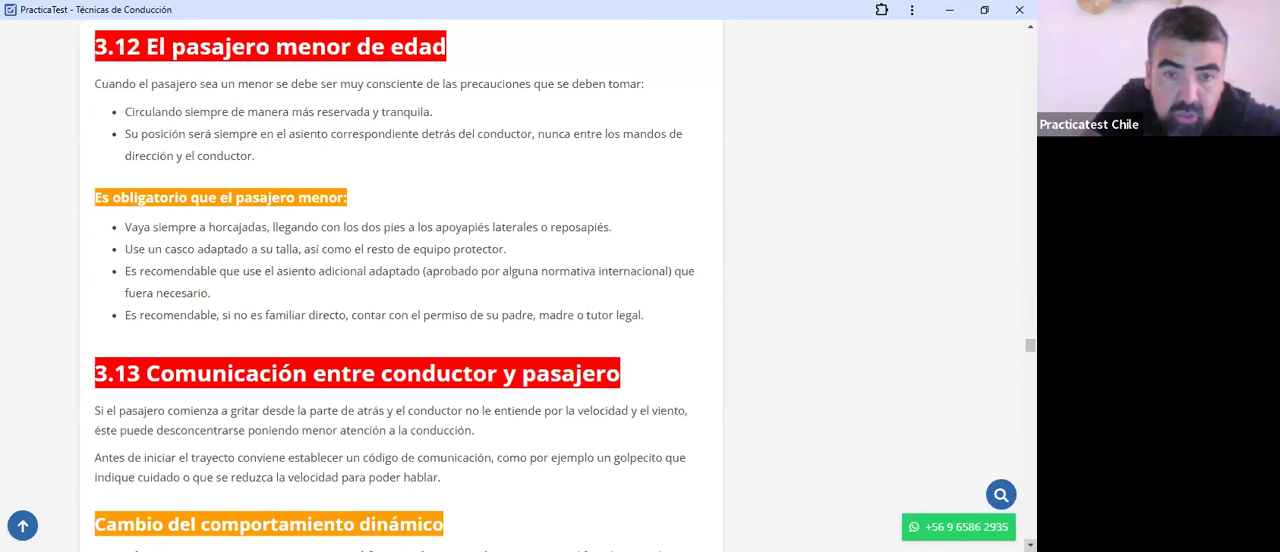 PracticaTest - Técnicas de Conducción
3.12 El pasajero menor de edad
Cuando el pasajero sea un menor se debe ser muy consciente de las precauciones que se deben tomar:
Circulando siempre de manera más reservada y tranquila.
Su posición será siempre en el asiento correspondiente detrás del conductor, nunca entre los mandos de
dirección y el conductor.
Es obligatorio que el pasajero menor:
Vaya siempre a horcajadas, llegando con los dos pies a los apoyapiés laterales o reposapiés.
Use un casco adaptado a su talla, así como el resto de equipo protector.
Es recomendable que use el asiento adicional adaptado (aprobado por alguna normativa internacional) que
fuera necesario.
Es recomendable, si no es familiar directo, contar con el permiso de su padre, madre o tutor legal.
3.13 Comunicación entre conductor y pasajero
Si el pasajero comienza a gritar desde la parte de atrás y el conductor no le entiende por la velocidad y el viento,
éste puede desconcentrarse poniendo menor atención a la conducción.
Antes de iniciar el trayecto conviene establecer un código de comunicación, como por ejemplo un golpecito que
indique cuidado o que se reduzca la velocidad para poder hablar.
Cambio del comportamiento dinámico
+56 9 6586 2935
Practicatest Chile